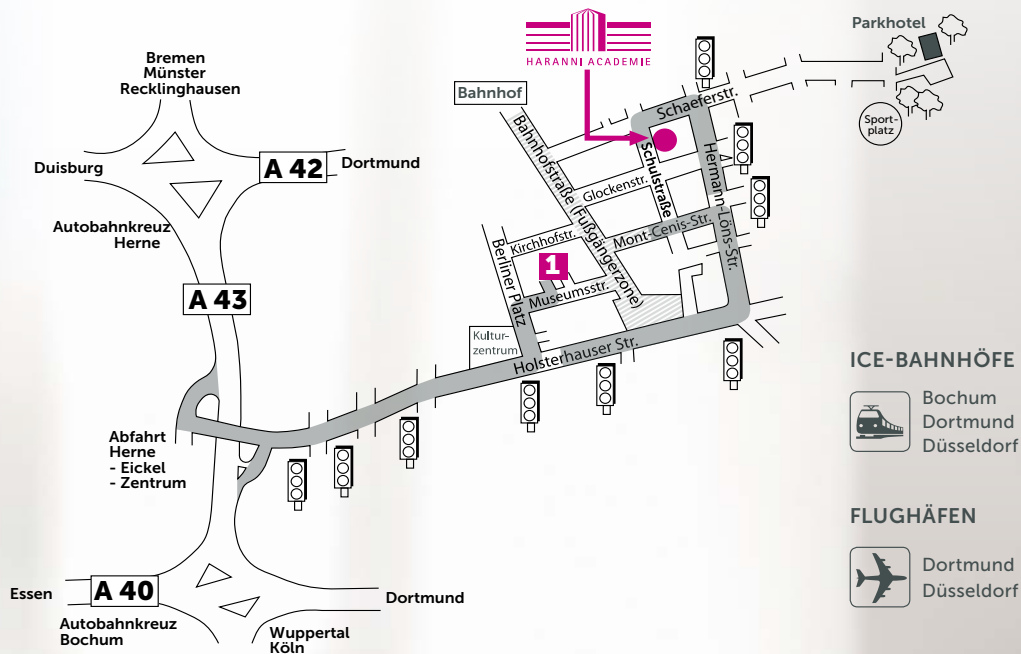 HARANNI ACADEMIE
Parkhotel
Bremen
Münster
Recklinghausen
Bahnhof
Schaeferstr.
Sport-
platz
Duisburg
A 42
Dortmund
Bahnhofstraße (Fußgängerzone)
Schulstraße
Hermann-Löns-Str.
Glockenstr.
Autobahnkreuz
Herne
Kirchhofstr.
Mont-Cenis-Str.
Berliner Platz
1
Museumsstr.
A 43
Kultur-
zentrum
Holsterhauser Str.
ICE-BAHNHÖFE
Bochum
Dortmund
Düsseldorf
Abfahrt
Herne
- Eickel
- Zentrum
FLUGHÄFEN
Dortmund
Düsseldorf
Essen
A 40
Dortmund
Autobahnkreuz
Bochum
Wuppertal
Köln